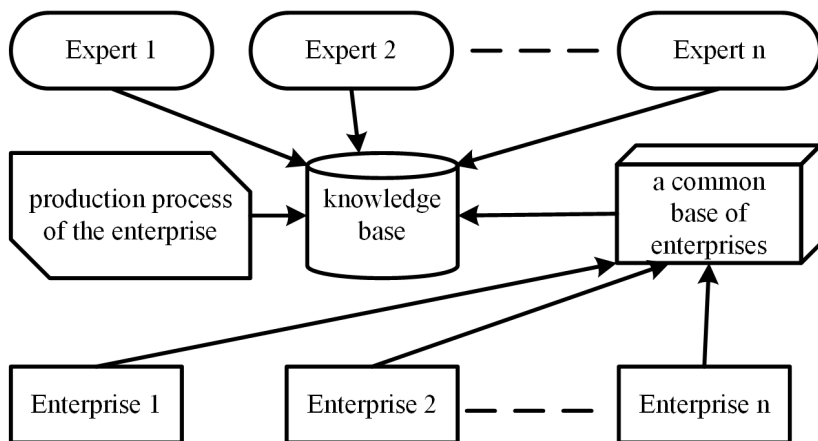 Expert 1
Expert 2
Expert n
production process
of the enterprise
knowledge
base
a common
base of
enterprises
Enterprise 1
Enterprise 2
Enterprise n